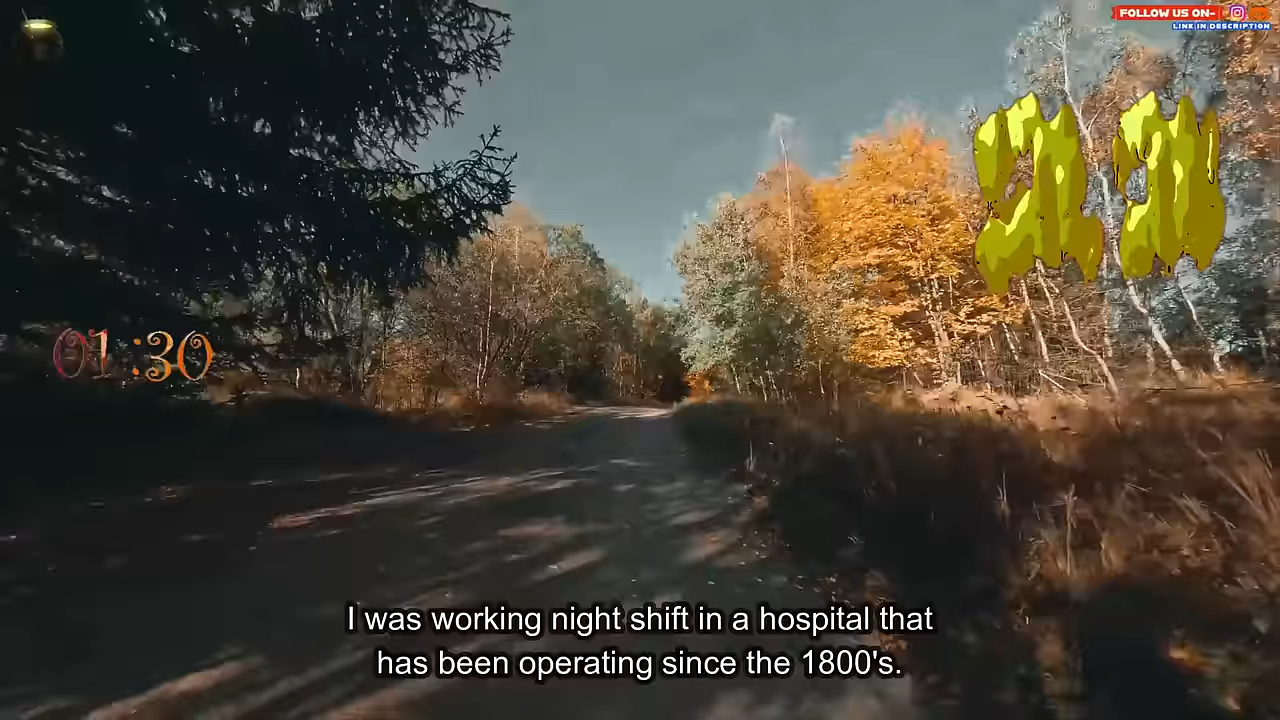 FOLLOW US ON-
LINK IN DESCRIPTION
01:30
I was working night shift in a hospital that
has been operating since the 1800's.